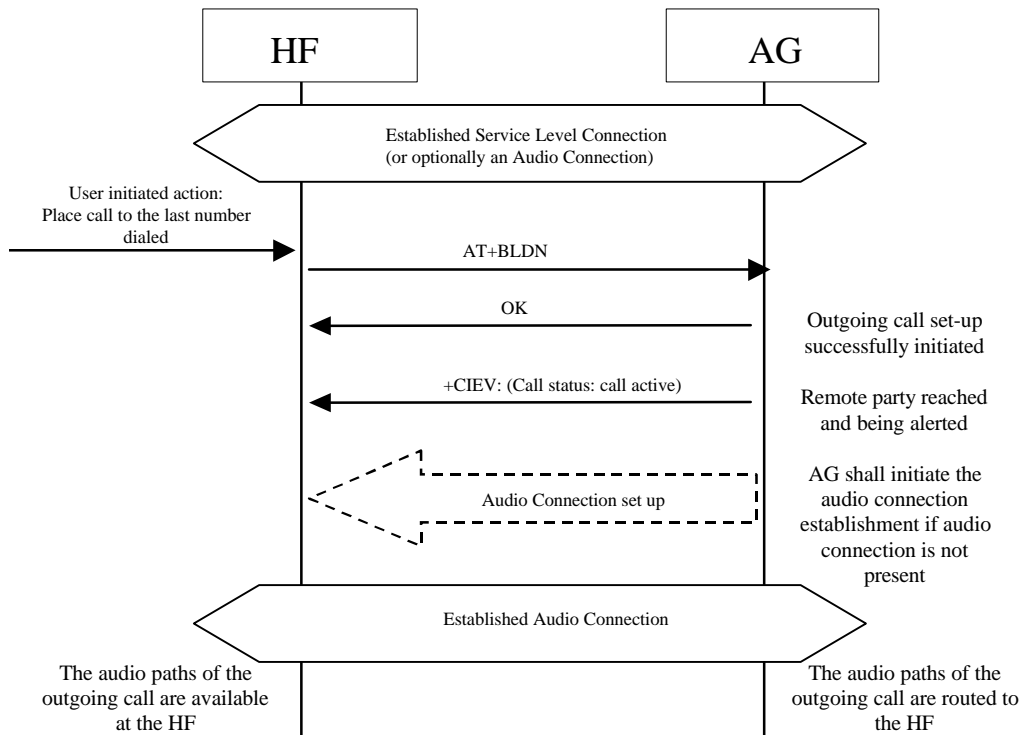 HF
AG
Established Service Level Connection
(or optionally an Audio Connection)
User initiated action:
Place call to the last number
dialed
AT+BLDN
OK
Outgoing call set-up
successfully initiated
+CIEV: (Call status: call active)
Remote party reached
and being alerted
Audio Connection set up
AG shall initiate the
audio connection
establishment if audio
connection is not
present
Established Audio Connection
The audio paths of the
outgoing call are available
at the HF
The audio paths of the
outgoing call are routed to
the HF